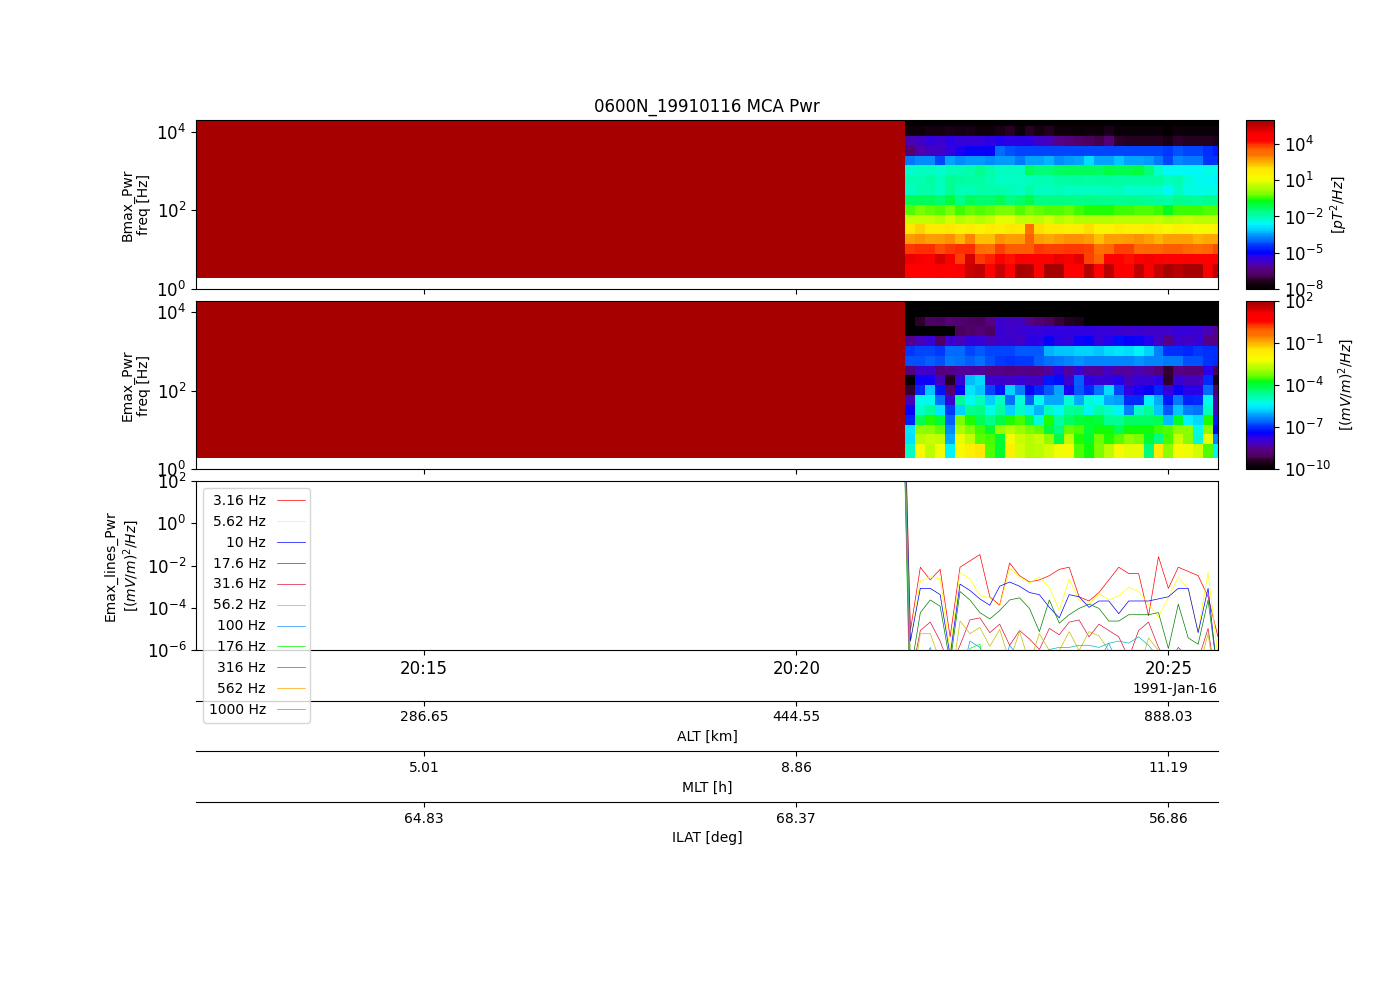 0600N_19910116 MCA Pwr
Bmax_Pwr
freq [Hz]
10^4
10^2
10^0
10^4
10^1
10^-2
10^-5
10^-8
[pT^2/Hz]
Emax_Pwr
freq [Hz]
10^4
10^2
10^0
10^2
10^-1
10^-4
10^-7
10^-10
[(mV/m)^2/Hz]
Emax_lines_Pwr
[(mV/m)^2/Hz]
10^2
10^0
10^-2
10^-4
10^-6
3.16 Hz
5.62 Hz
10 Hz
17.6 Hz
31.6 Hz
56.2 Hz
100 Hz
176 Hz
316 Hz
562 Hz
1000 Hz
20:15 20:20 20:25
1991-Jan-16
286.65 444.55 888.03
ALT [km]
5.01 8.86 11.19
MLT [h]
64.83 68.37 56.86
ILAT [deg]